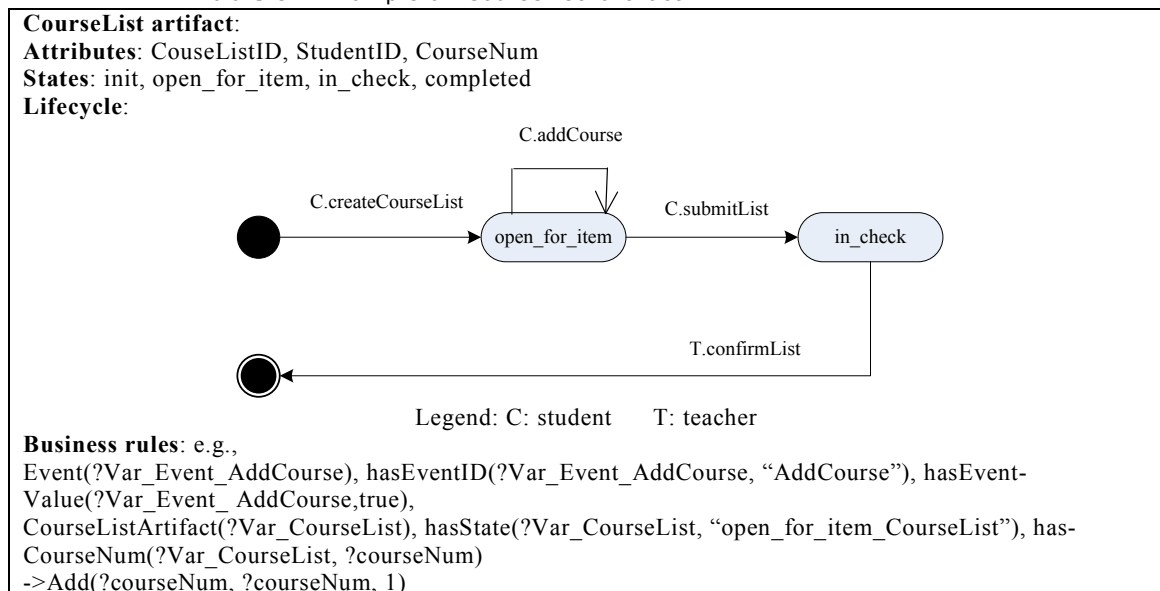 CourseList artifact:
Attributes: CouseListID, StudentID, CourseNum
States: init, open_for_item, in_check, completed
Lifecycle:
C.addCourse
C.createCourseList
C.submitList
open_for_item
in_check
T.confirmList
Legend: C: student T: teacher
Business rules: e.g.,
Event(?Var_Event_AddCourse), hasEventID(?Var_Event_AddCourse, “AddCourse”), hasEvent-
Value(?Var_Event_ AddCourse,true),
CourseListArtifact(?Var_CourseList), hasState(?Var_CourseList, “open_for_item_CourseList”), has-
CourseNum(?Var_CourseList, ?courseNum)
->Add(?courseNum, ?courseNum, 1)